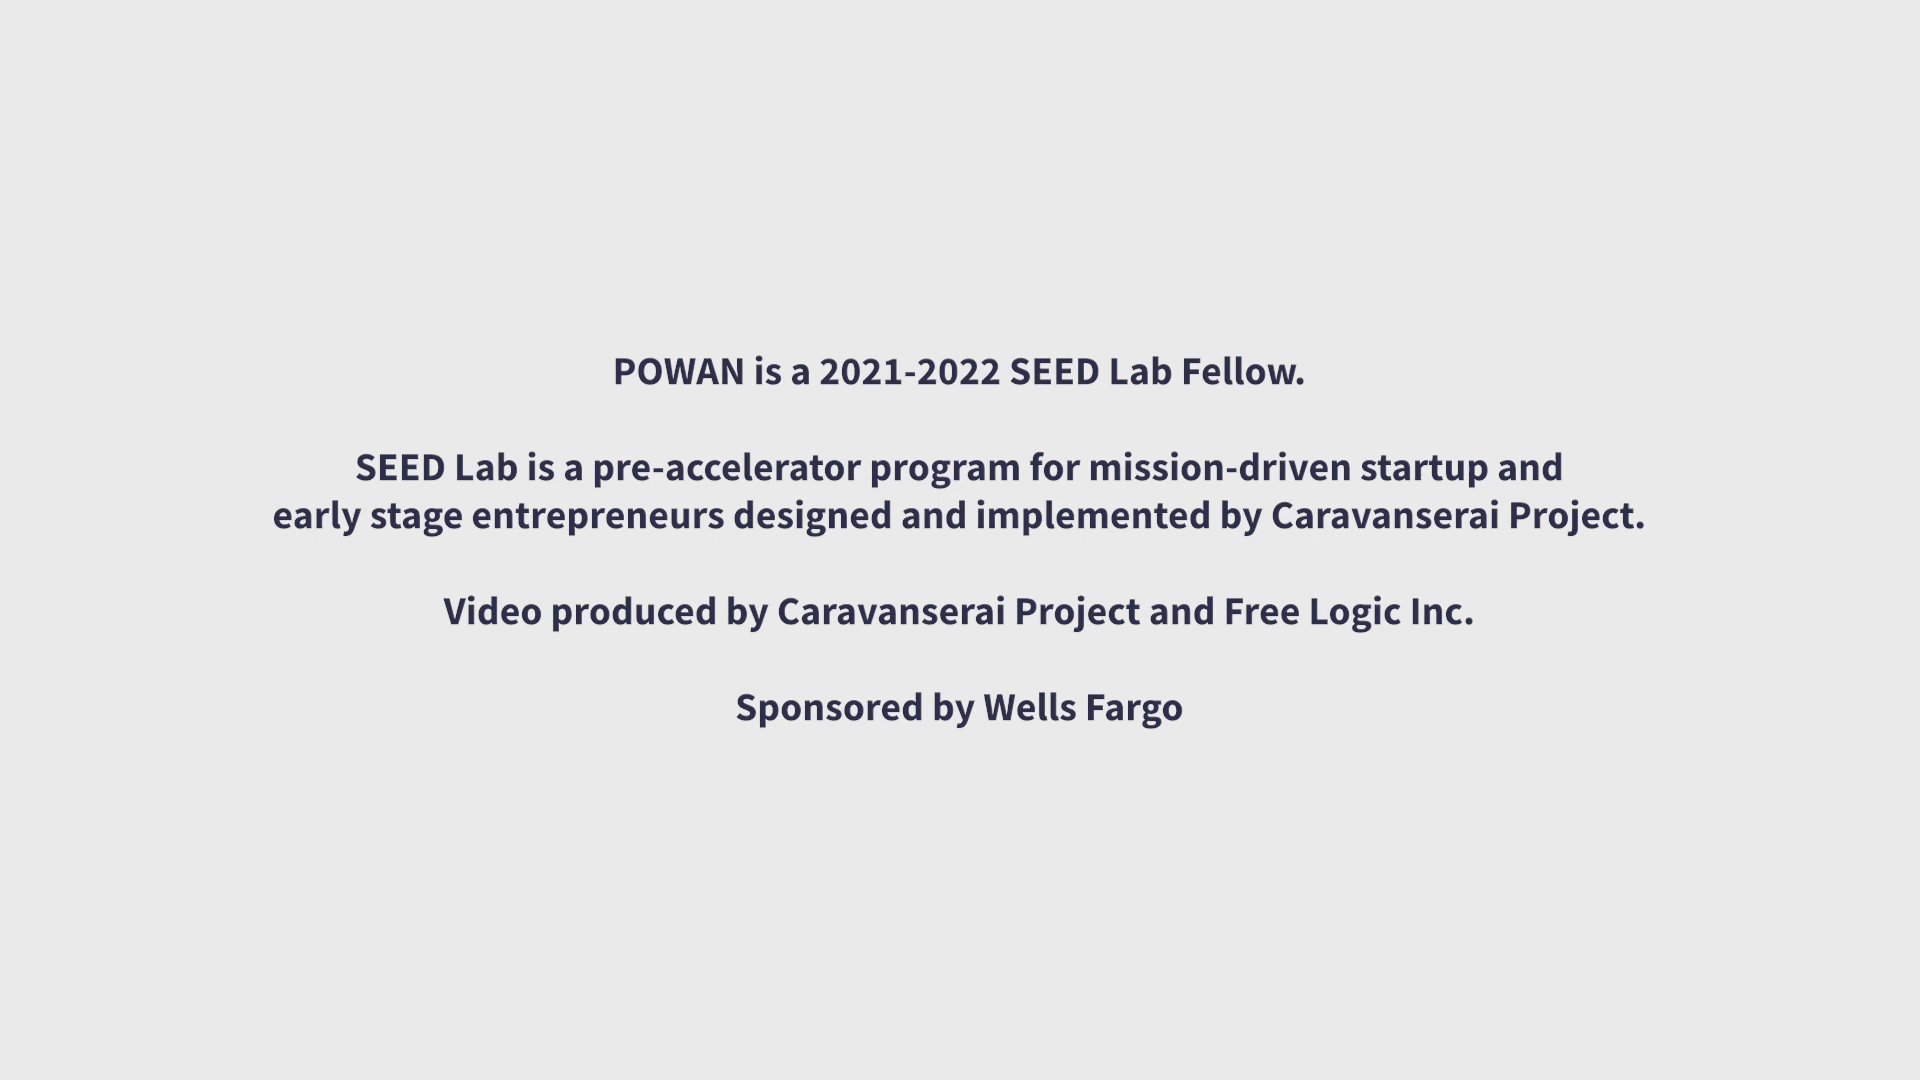 POWAN is a 2021-2022 SEED Lab Fellow.
SEED Lab is a pre-accelerator program for mission-driven startup and
early stage entrepreneurs designed and implemented by Caravanserai Project.
Video produced by Caravanserai Project and Free Logic Inc.
Sponsored by Wells Fargo